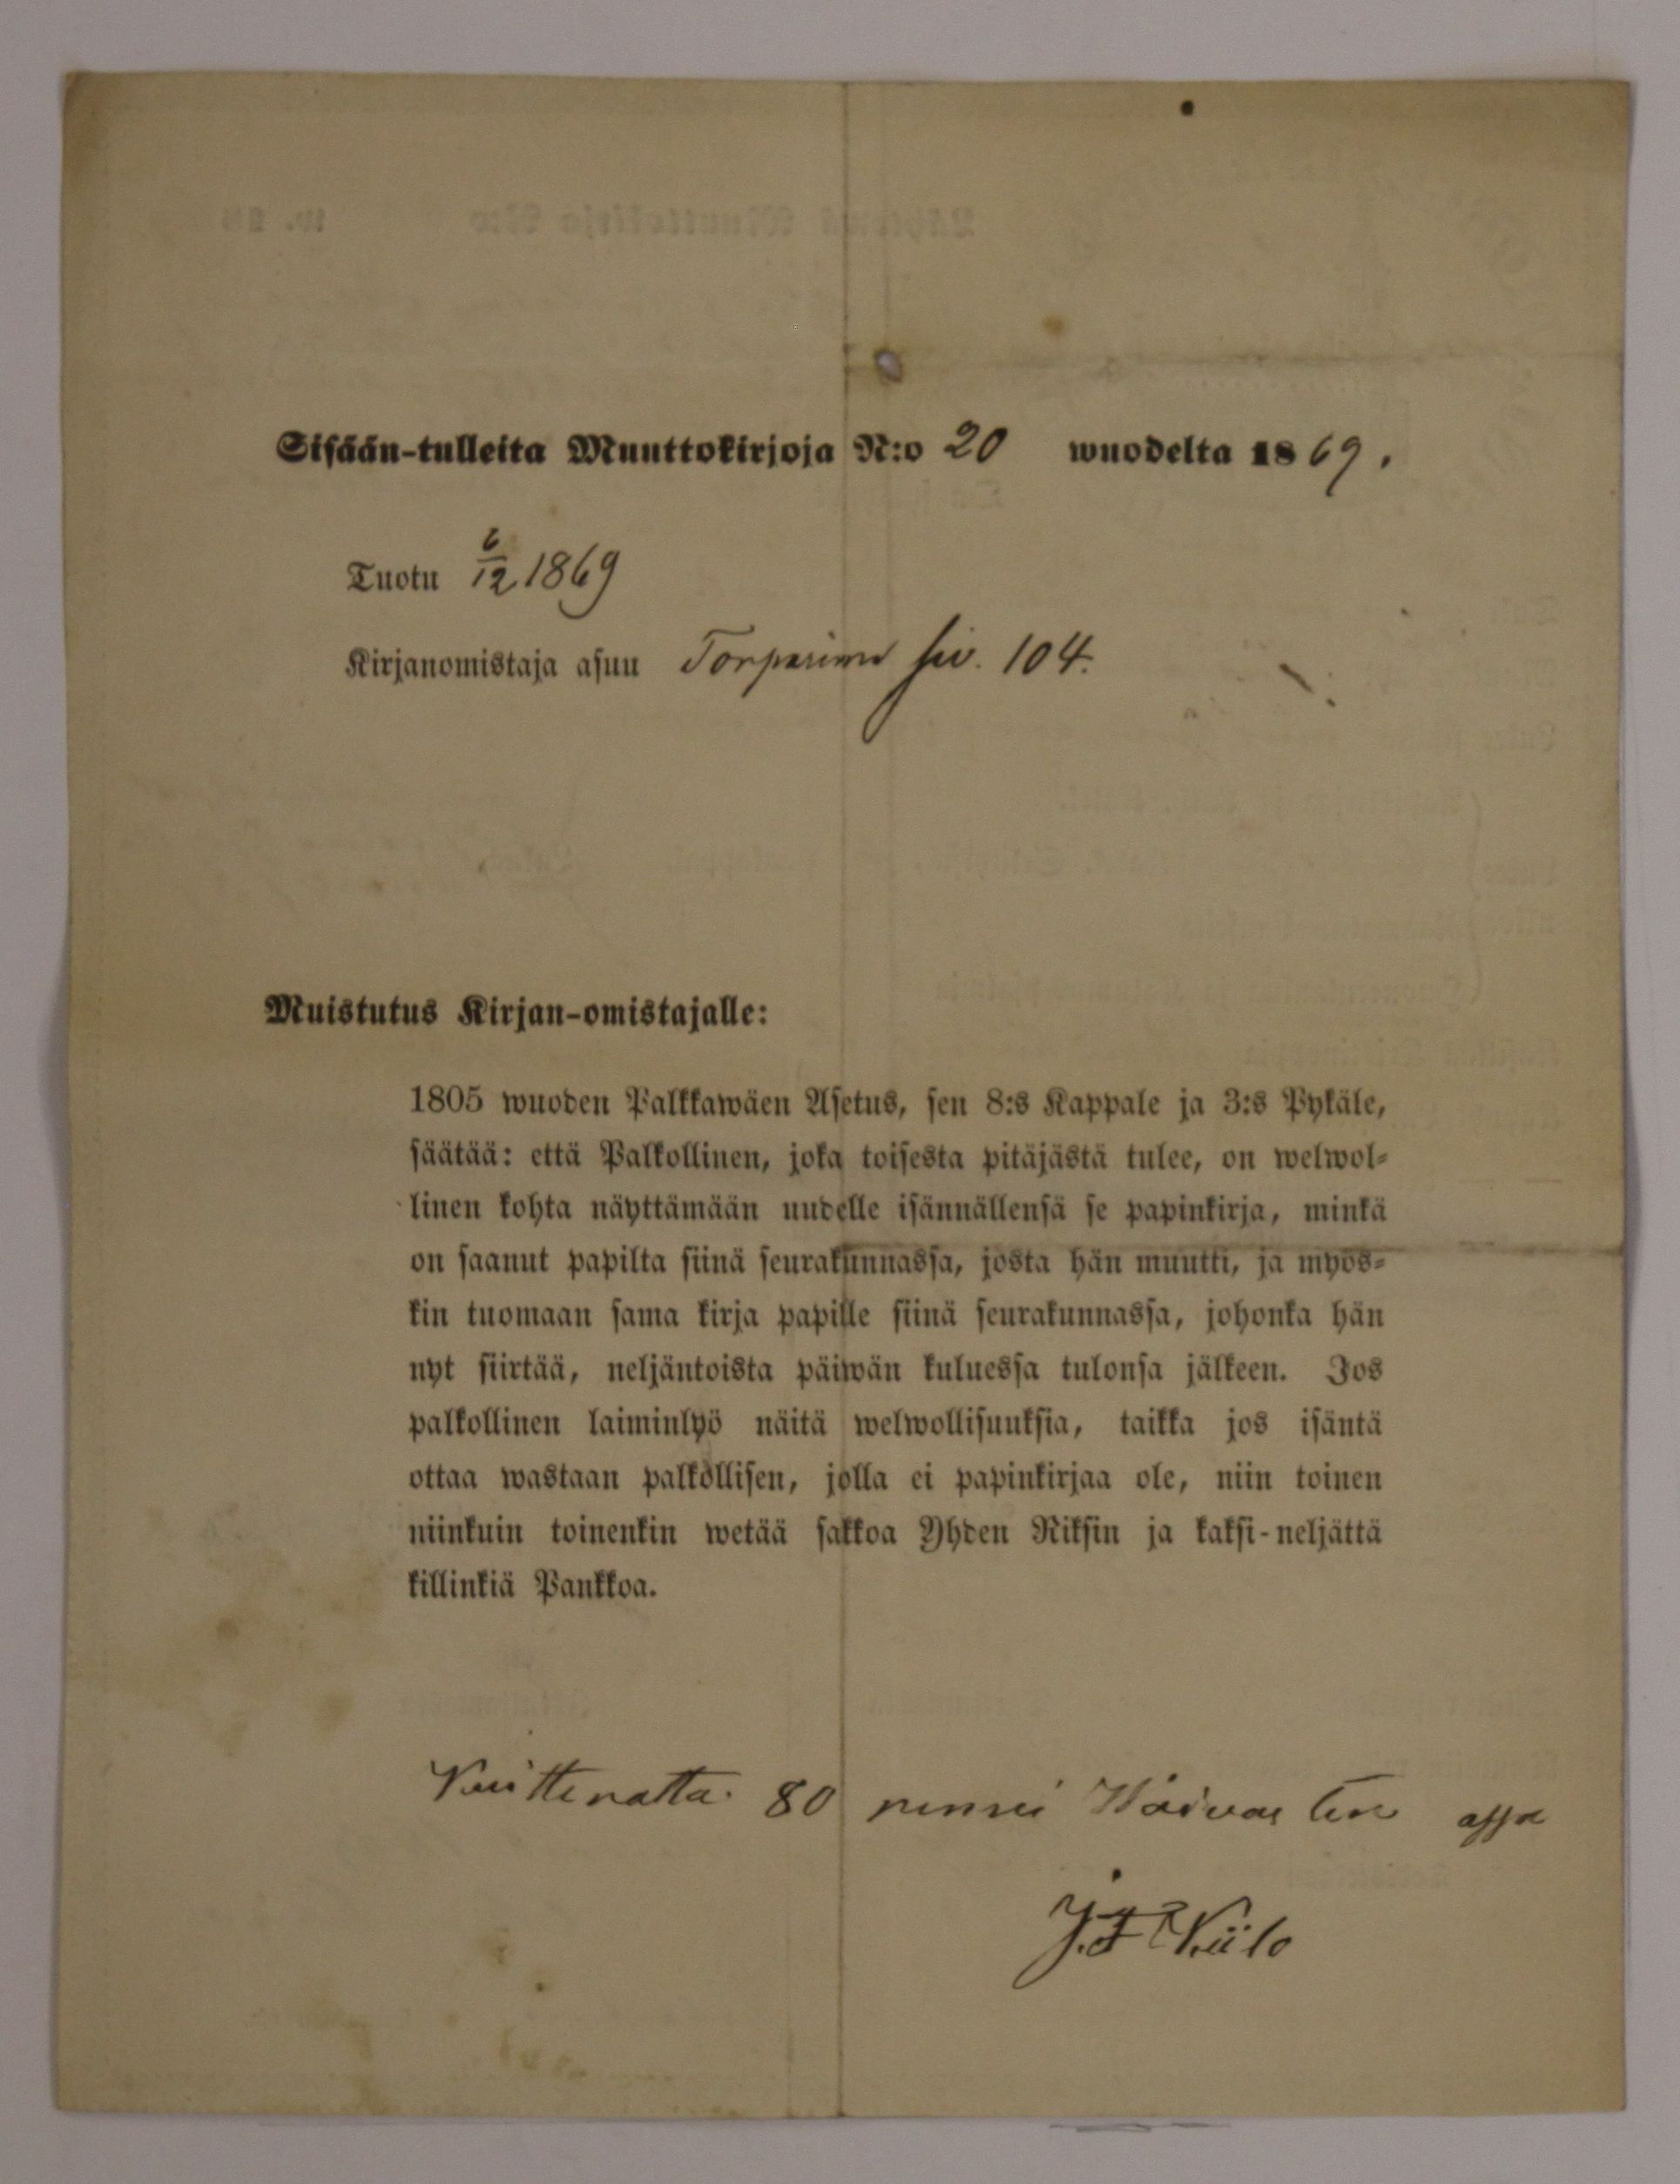 Sisään-tulleita Muuttokirjoja N:o 20 wuodelta 1869.
Tuotu 6/12 1869
Kirjanomistaja asuu siv. 104.
Muistutus Kirjan-omistajalle:
1805 wuoden Palkkawäen Asetus, sen 8:s Kappale ja 3:s Pykäle,
säätää: että Palkollinen, joka toisesta pitäjästä tulee, on welwol-
linen kohta näyttämään uudelle isännällensä se papinkirja, minkä
on saanut papilta siinä seurakunnassa, josta hän muutti, ja myös-
kin tuomaan sama kirja papille siinä seurakunnassa, johonka hän
nyt siirtää, neljäntoista päiwän kuluessa tulonsa jälkeen. Jos
palkollinen laiminlyö näitä welwollisuuksia, taikka jos isäntä
ottaa wastaan palkollisen, jolla ei papinkirjaa ole, niin toinen
niinkuin toinenkin wetää sakkoa Yhden Riksin ja kaksi-neljättä
killinkiä Pankkoa.
80